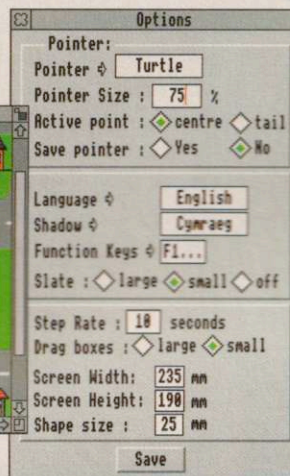 Options
Pointer:
Pointer Turtle
Pointer Size : 75 %
Active point : centre tail
Save pointer : Yes No
Language English
Shadow Cymraeg
Function Keys F1...
Slate : large small off
Step Rate : 10 seconds
Drag boxes : large small
Screen Width: 235 mm
Screen Height: 190 mm
Shape size : 25 mm
Save